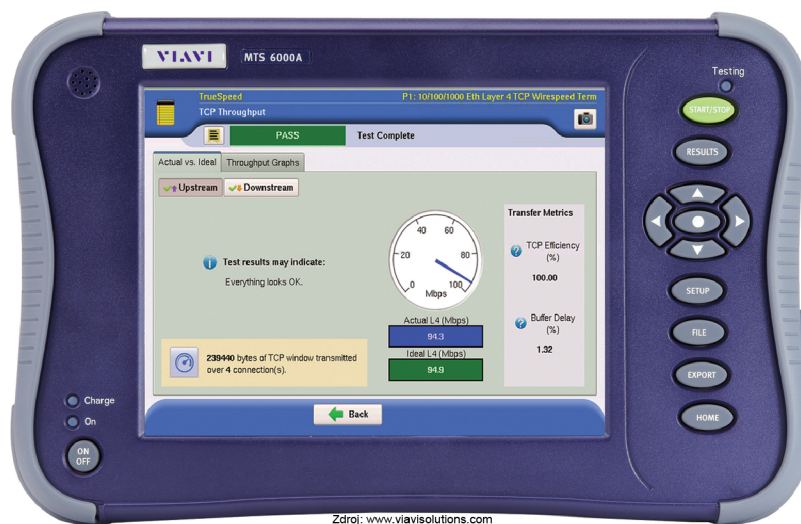 VIAVI MTS 6000A
Testing
START/STOP
TrueSpeed P1: 10/100/1000 Eth Layer 4 TCP Wirespeed Term
TCP Throughput
PASS Test Complete
RESULTS
Actual vs. Ideal Throughput Graphs
Upstream Downstream
Transfer Metrics
0 20 40 60 80 100
Mbps
? TCP Efficiency
(%)
100.00
i Test results may indicate:
Everything looks OK.
SETUP
Actual L4 (Mbps)
94.3
? Buffer Delay
(%)
1.32
FILE
Ideal L4 (Mbps)
94.9
239440 bytes of TCP window transmitted
over 4 connection(s).
EXPORT
Charge
On
Back
HOME
ON
OFF
Zdroj: www.viavisolutions.com